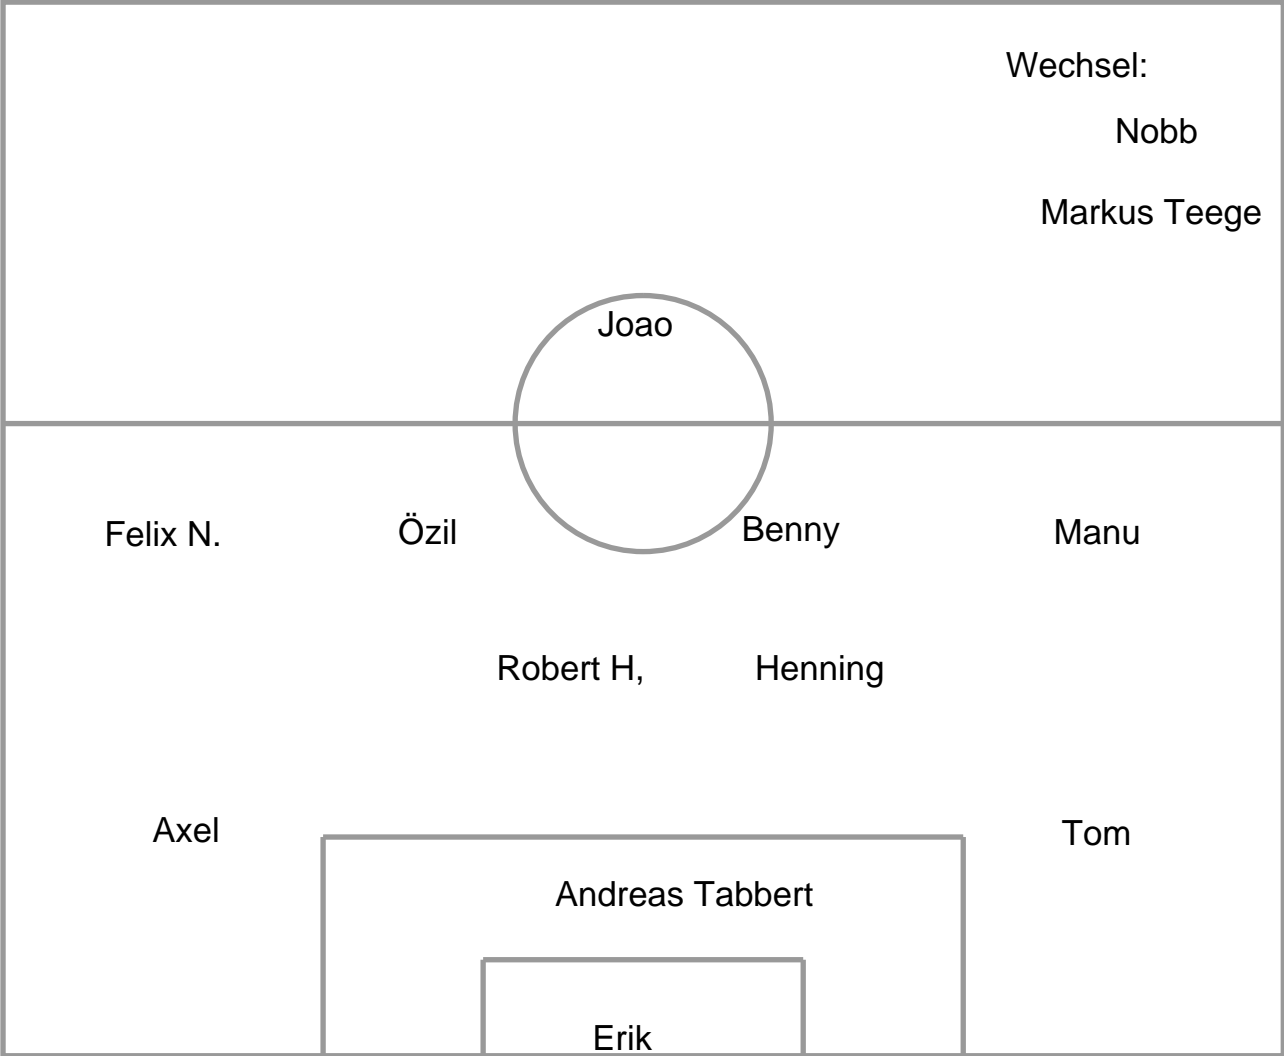 Wechsel:
Nobb
Markus Teege
Joao
Felix N. Özil Benny Manu
Robert H, Henning
Axel Tom
Andreas Tabbert
Erik